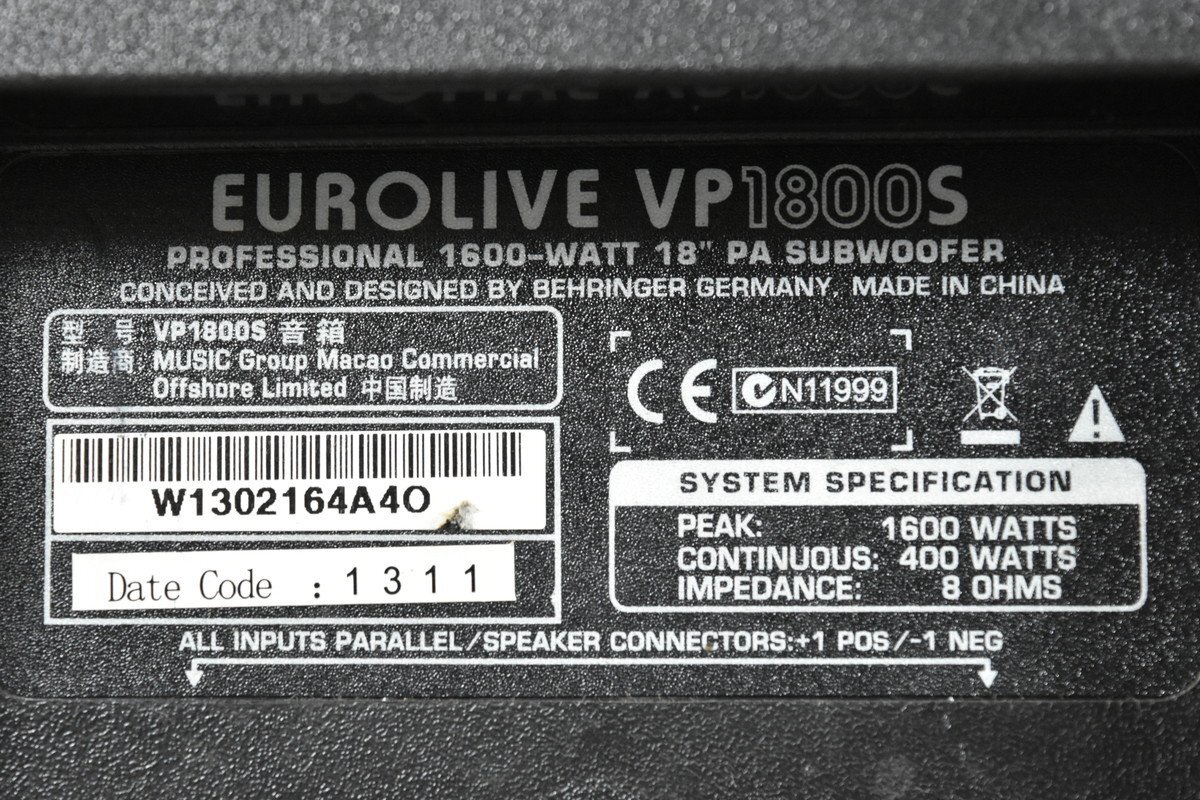 EUROLIVE VP1800S
PROFESSIONAL 1600-WATT 18" PA SUBWOOFER
CONCEIVED AND DESIGNED BY BEHRINGER GERMANY. MADE IN CHINA
型 号: VP1800S 音 箱
制造商: MUSIC Group Macao Commercial
Offshore Limited 中国制造
W1302164A40
Date Code : 1311
CE N11999
SYSTEM SPECIFICATION
PEAK: 1600 WATTS
CONTINUOUS: 400 WATTS
IMPEDANCE: 8 OHMS
ALL INPUTS PARALLEL/SPEAKER CONNECTORS:+1 POS/-1 NEG